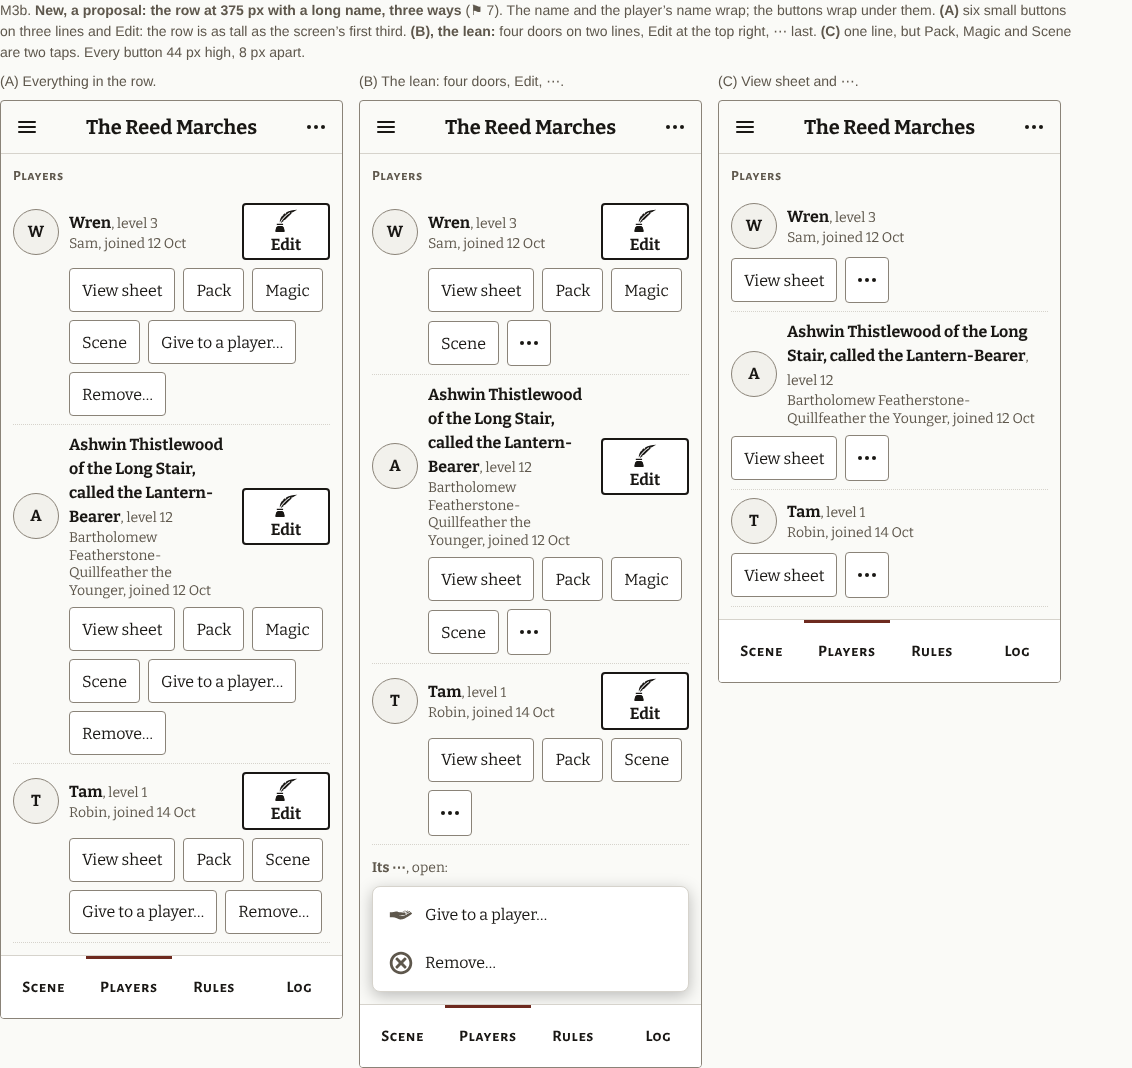 M3b. New, a proposal: the row at 375 px with a long name, three ways (⚑ 7). The name and the player’s name wrap; the buttons wrap under them. (A) six small buttons
on three lines and Edit: the row is as tall as the screen’s first third. (B), the lean: four doors on two lines, Edit at the top right, ⋯ last. (C) one line, but Pack, Magic and Scene
are two taps. Every button 44 px high, 8 px apart.
(A) Everything in the row.
The Reed Marches
Players
W
Wren, level 3
Sam, joined 12 Oct
Edit
View sheet
Pack
Magic
Scene
Give to a player…
Remove…
A
Ashwin Thistlewood
of the Long Stair,
called the Lantern-
Bearer, level 12
Bartholomew
Featherstone-
Quillfeather the
Younger, joined 12 Oct
Edit
View sheet
Pack
Magic
Scene
Give to a player…
Remove…
T
Tam, level 1
Robin, joined 14 Oct
Edit
View sheet
Pack
Scene
Give to a player…
Remove…
Scene
Players
Rules
Log
(B) The lean: four doors, Edit, ⋯.
The Reed Marches
Players
W
Wren, level 3
Sam, joined 12 Oct
Edit
View sheet
Pack
Magic
Scene
A
Ashwin Thistlewood
of the Long Stair,
called the Lantern-
Bearer, level 12
Bartholomew
Featherstone-
Quillfeather the
Younger, joined 12 Oct
Edit
View sheet
Pack
Magic
Scene
T
Tam, level 1
Robin, joined 14 Oct
Edit
View sheet
Pack
Scene
Its ⋯, open:
Give to a player…
Remove…
Scene
Players
Rules
Log
(C) View sheet and ⋯.
The Reed Marches
Players
W
Wren, level 3
Sam, joined 12 Oct
View sheet
A
Ashwin Thistlewood of the Long
Stair, called the Lantern-Bearer,
level 12
Bartholomew Featherstone-
Quillfeather the Younger, joined 12 Oct
View sheet
T
Tam, level 1
Robin, joined 14 Oct
View sheet
Scene
Players
Rules
Log